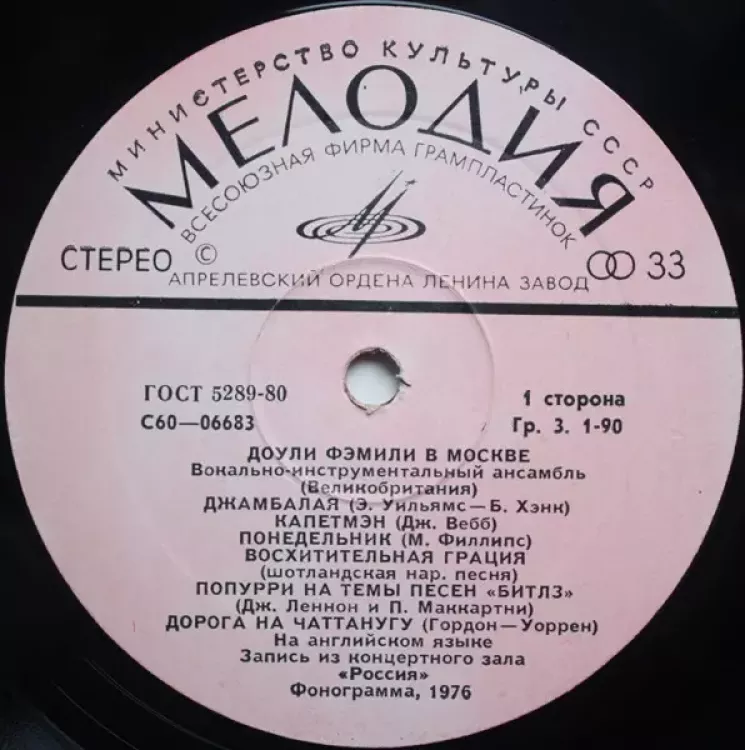 МИНИСТЕРСТВО КУЛЬТУРЫ СССР
МЕЛОДИЯ
ВСЕСОЮЗНАЯ ФИРМА ГРАМПЛАСТИНОК
СТЕРЕО © 33
АПРЕЛЕВСКИЙ ОРДЕНА ЛЕНИНА ЗАВОД
ГОСТ 5289-80 1 сторона
С60—06683 Гр. 3. 1-90
ДОУЛИ ФЭМИЛИ В МОСКВЕ
Вокально-инструментальный ансамбль
(Великобритания)
ДЖАМБАЛАЯ (Э. Уильямс—Б. Хэнк)
КАПЕТМЭН (Дж. Вебб)
ПОНЕДЕЛЬНИК (М. Филлипс)
ВОСХИТИТЕЛЬНАЯ ГРАЦИЯ
(шотландская нар. песня)
ПОПУРРИ НА ТЕМЫ ПЕСЕН «БИТЛЗ»
(Дж. Леннон и П. Маккартни)
ДОРОГА НА ЧАТТАНУГУ (Гордон—Уоррен)
На английском языке
Запись из концертного зала
«Россия»
Фонограмма, 1976